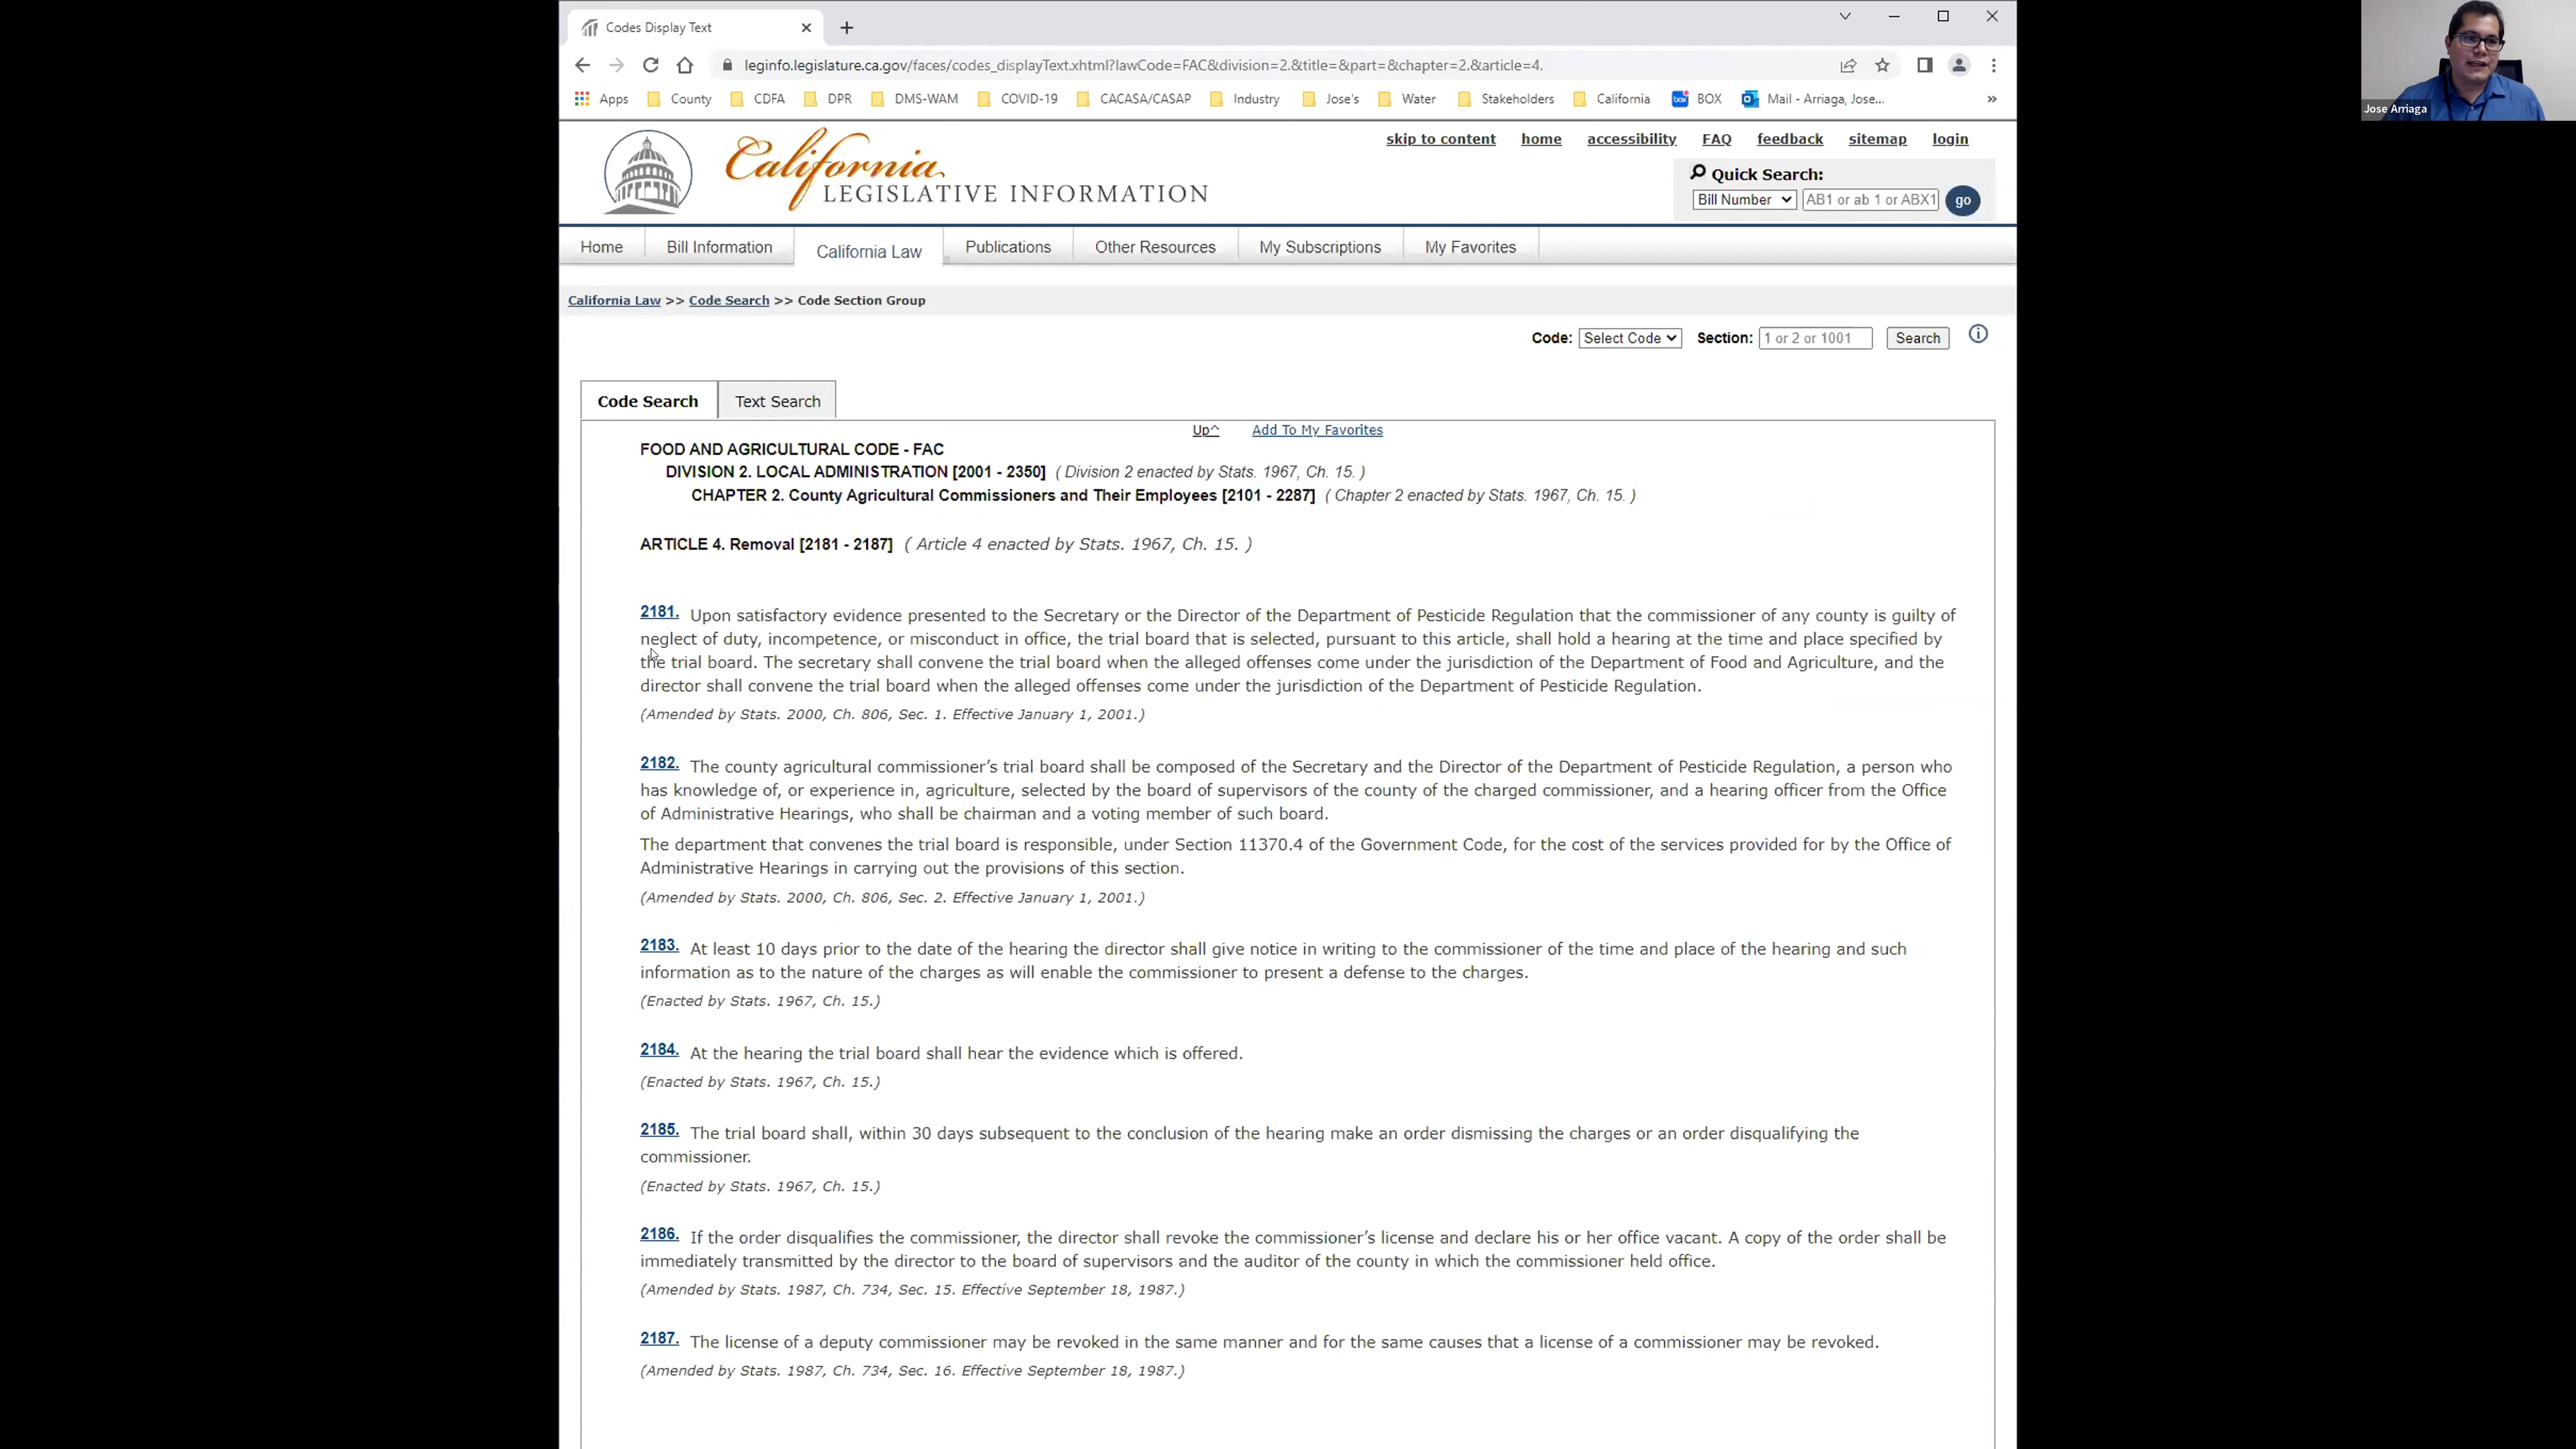 Codes Display Text
leginfo.legislature.ca.gov/faces/codes_displayText.xhtml?lawCode=FAC&division=2.&title=&part=&chapter=2.&article=4.
Apps County CDFA DPR DMS-WAM COVID-19 CACASA/CASAP Industry Jose's Water Stakeholders California BOX Mail - Arriaga, Jose... »
Jose Arriaga
skip to content home accessibility FAQ feedback sitemap login
California
LEGISLATIVE INFORMATION
Quick Search:
Bill Number AB1 or ab 1 or ABX1 go
Home Bill Information California Law Publications Other Resources My Subscriptions My Favorites
California Law >> Code Search >> Code Section Group
Code: Select Code Section: 1 or 2 or 1001 Search
Code Search Text Search
Up^ Add To My Favorites
FOOD AND AGRICULTURAL CODE - FAC
DIVISION 2. LOCAL ADMINISTRATION [2001 - 2350] ( Division 2 enacted by Stats. 1967, Ch. 15. )
CHAPTER 2. County Agricultural Commissioners and Their Employees [2101 - 2287] ( Chapter 2 enacted by Stats. 1967, Ch. 15. )
ARTICLE 4. Removal [2181 - 2187] ( Article 4 enacted by Stats. 1967, Ch. 15. )
2181. Upon satisfactory evidence presented to the Secretary or the Director of the Department of Pesticide Regulation that the commissioner of any county is guilty of
neglect of duty, incompetence, or misconduct in office, the trial board that is selected, pursuant to this article, shall hold a hearing at the time and place specified by
the trial board. The secretary shall convene the trial board when the alleged offenses come under the jurisdiction of the Department of Food and Agriculture, and the
director shall convene the trial board when the alleged offenses come under the jurisdiction of the Department of Pesticide Regulation.
(Amended by Stats. 2000, Ch. 806, Sec. 1. Effective January 1, 2001.)
2182. The county agricultural commissioner’s trial board shall be composed of the Secretary and the Director of the Department of Pesticide Regulation, a person who
has knowledge of, or experience in, agriculture, selected by the board of supervisors of the county of the charged commissioner, and a hearing officer from the Office
of Administrative Hearings, who shall be chairman and a voting member of such board.
The department that convenes the trial board is responsible, under Section 11370.4 of the Government Code, for the cost of the services provided for by the Office of
Administrative Hearings in carrying out the provisions of this section.
(Amended by Stats. 2000, Ch. 806, Sec. 2. Effective January 1, 2001.)
2183. At least 10 days prior to the date of the hearing the director shall give notice in writing to the commissioner of the time and place of the hearing and such
information as to the nature of the charges as will enable the commissioner to present a defense to the charges.
(Enacted by Stats. 1967, Ch. 15.)
2184. At the hearing the trial board shall hear the evidence which is offered.
(Enacted by Stats. 1967, Ch. 15.)
2185. The trial board shall, within 30 days subsequent to the conclusion of the hearing make an order dismissing the charges or an order disqualifying the
commissioner.
(Enacted by Stats. 1967, Ch. 15.)
2186. If the order disqualifies the commissioner, the director shall revoke the commissioner’s license and declare his or her office vacant. A copy of the order shall be
immediately transmitted by the director to the board of supervisors and the auditor of the county in which the commissioner held office.
(Amended by Stats. 1987, Ch. 734, Sec. 15. Effective September 18, 1987.)
2187. The license of a deputy commissioner may be revoked in the same manner and for the same causes that a license of a commissioner may be revoked.
(Amended by Stats. 1987, Ch. 734, Sec. 16. Effective September 18, 1987.)